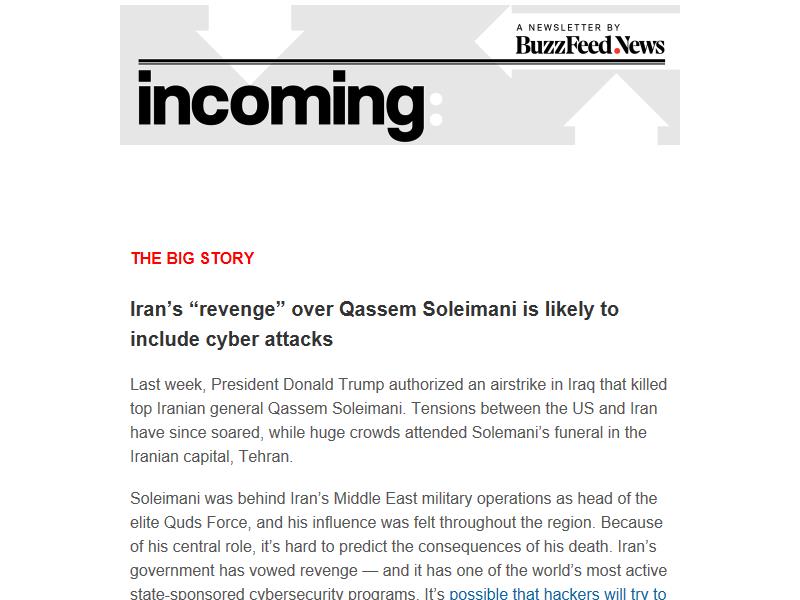 A NEWSLETTER BY
BuzzFeed.News
incoming:
THE BIG STORY
Iran’s “revenge” over Qassem Soleimani is likely to
include cyber attacks
Last week, President Donald Trump authorized an airstrike in Iraq that killed
top Iranian general Qassem Soleimani. Tensions between the US and Iran
have since soared, while huge crowds attended Solemani’s funeral in the
Iranian capital, Tehran.
Soleimani was behind Iran’s Middle East military operations as head of the
elite Quds Force, and his influence was felt throughout the region. Because
of his central role, it’s hard to predict the consequences of his death. Iran’s
government has vowed revenge — and it has one of the world’s most active
state-sponsored cybersecurity programs. It’s possible that hackers will try to